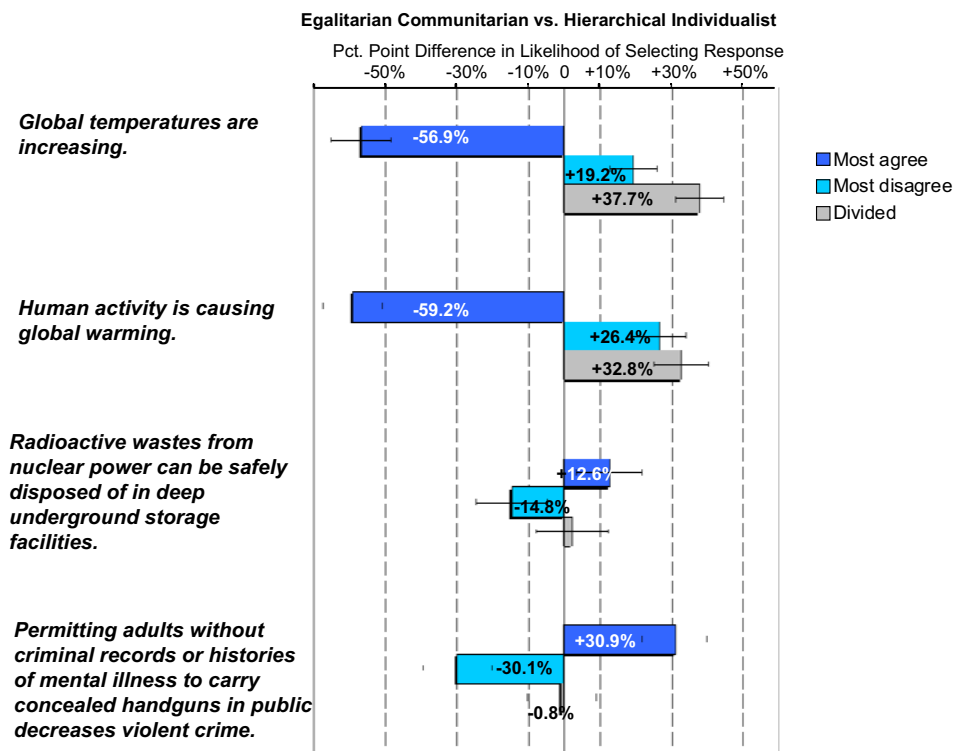 Egalitarian Communitarian vs. Hierarchical Individualist
Pct. Point Difference in Likelihood of Selecting Response
-50% -30% -10% 0 +10% +30% +50%
Global temperatures are
increasing.
-56.9%
+19.2%
+37.7%
Most agree
Most disagree
Divided
Human activity is causing
global warming.
-59.2%
+26.4%
+32.8%
Radioactive wastes from
nuclear power can be safely
disposed of in deep
underground storage
facilities.
+12.6%
-14.8%
Permitting adults without
criminal records or histories
of mental illness to carry
concealed handguns in public
decreases violent crime.
+30.9%
-30.1%
-0.8%